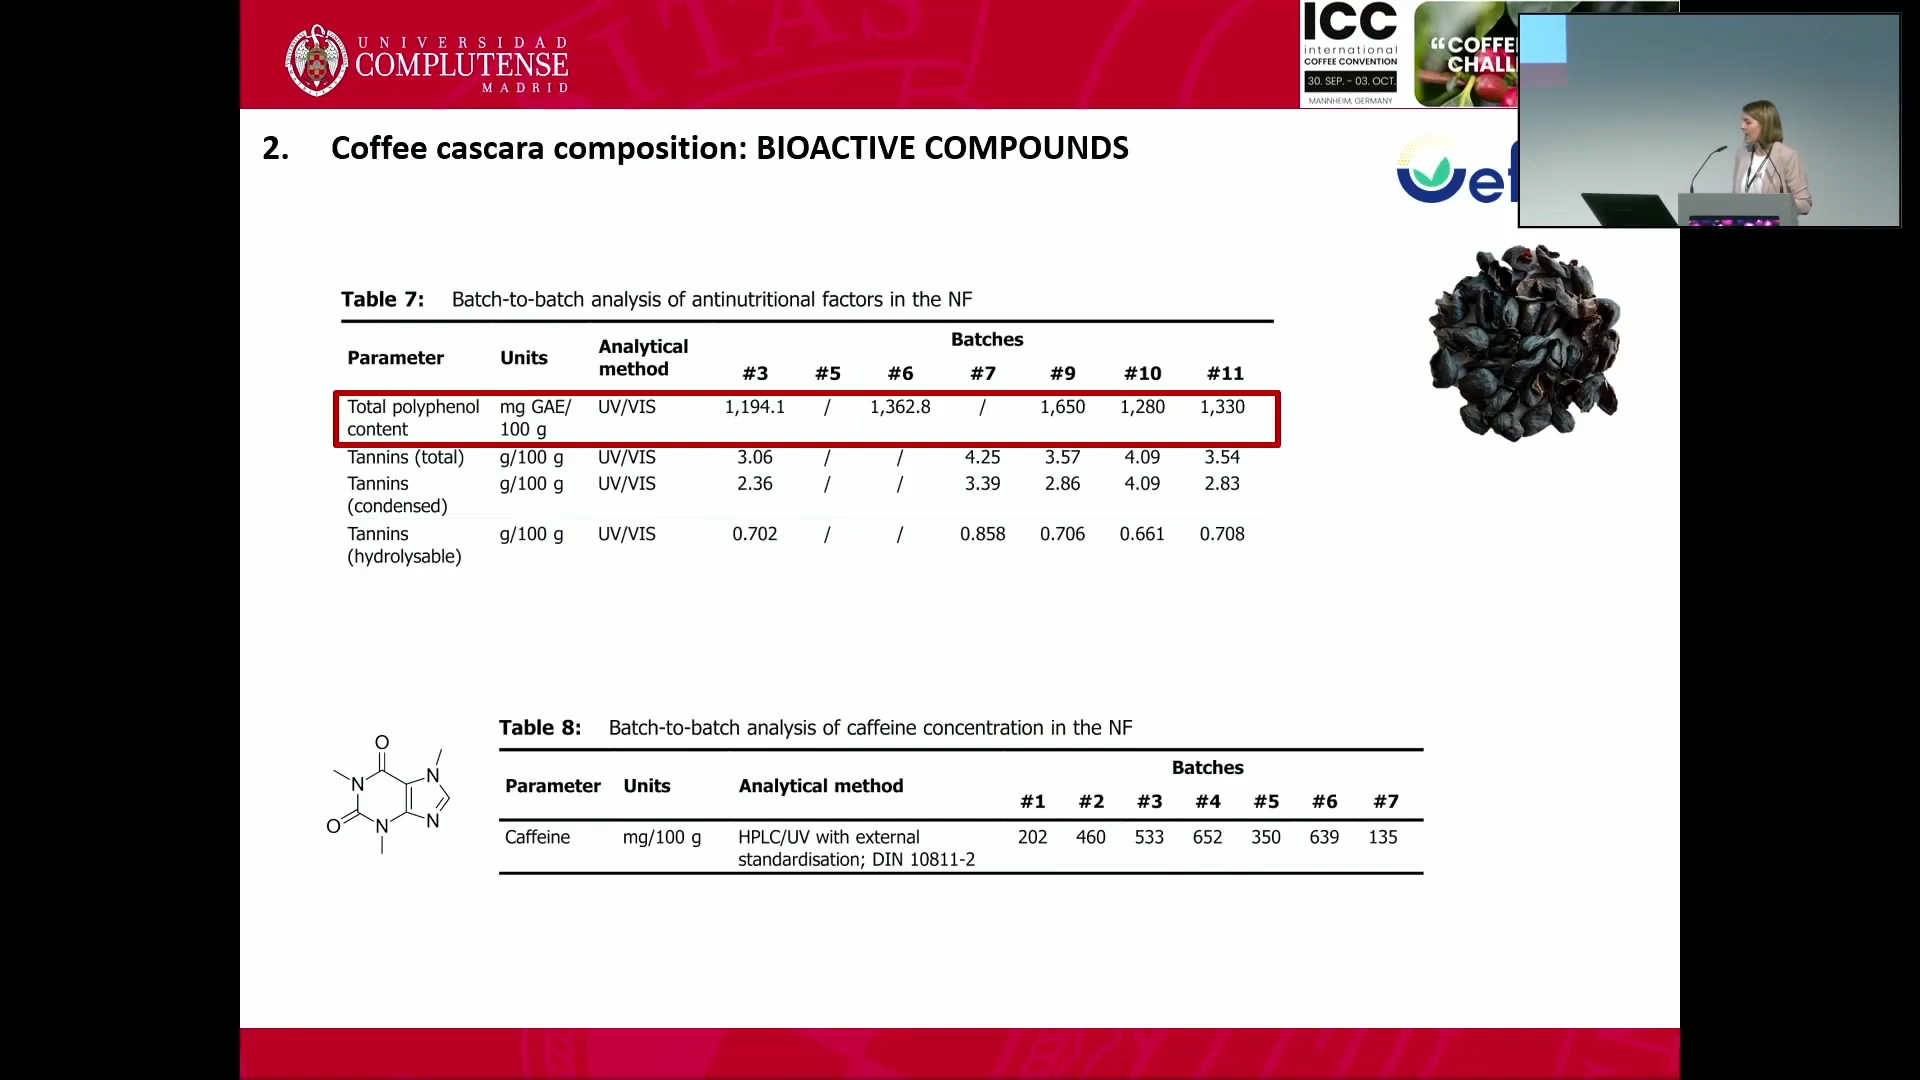 UNIVERSIDAD
COMPLUTENSE
MADRID
ICC
international
COFFEE CONVENTION
30. SEP. - 03. OCT.
MANNHEIM, GERMANY
2. Coffee cascara composition: BIOACTIVE COMPOUNDS
Table 7: Batch-to-batch analysis of antinutritional factors in the NF
Parameter Units Analytical method Batches
#3 #5 #6 #7 #9 #10 #11
Total polyphenol content mg GAE/ 100 g UV/VIS 1,194.1 / 1,362.8 / 1,650 1,280 1,330
Tannins (total) g/100 g UV/VIS 3.06 / / 4.25 3.57 4.09 3.54
Tannins (condensed) g/100 g UV/VIS 2.36 / / 3.39 2.86 4.09 2.83
Tannins (hydrolysable) g/100 g UV/VIS 0.702 / / 0.858 0.706 0.661 0.708
Table 8: Batch-to-batch analysis of caffeine concentration in the NF
Parameter Units Analytical method Batches
#1 #2 #3 #4 #5 #6 #7
Caffeine mg/100 g HPLC/UV with external standardisation; DIN 10811-2 202 460 533 652 350 639 135
O
N
N
O
N
N